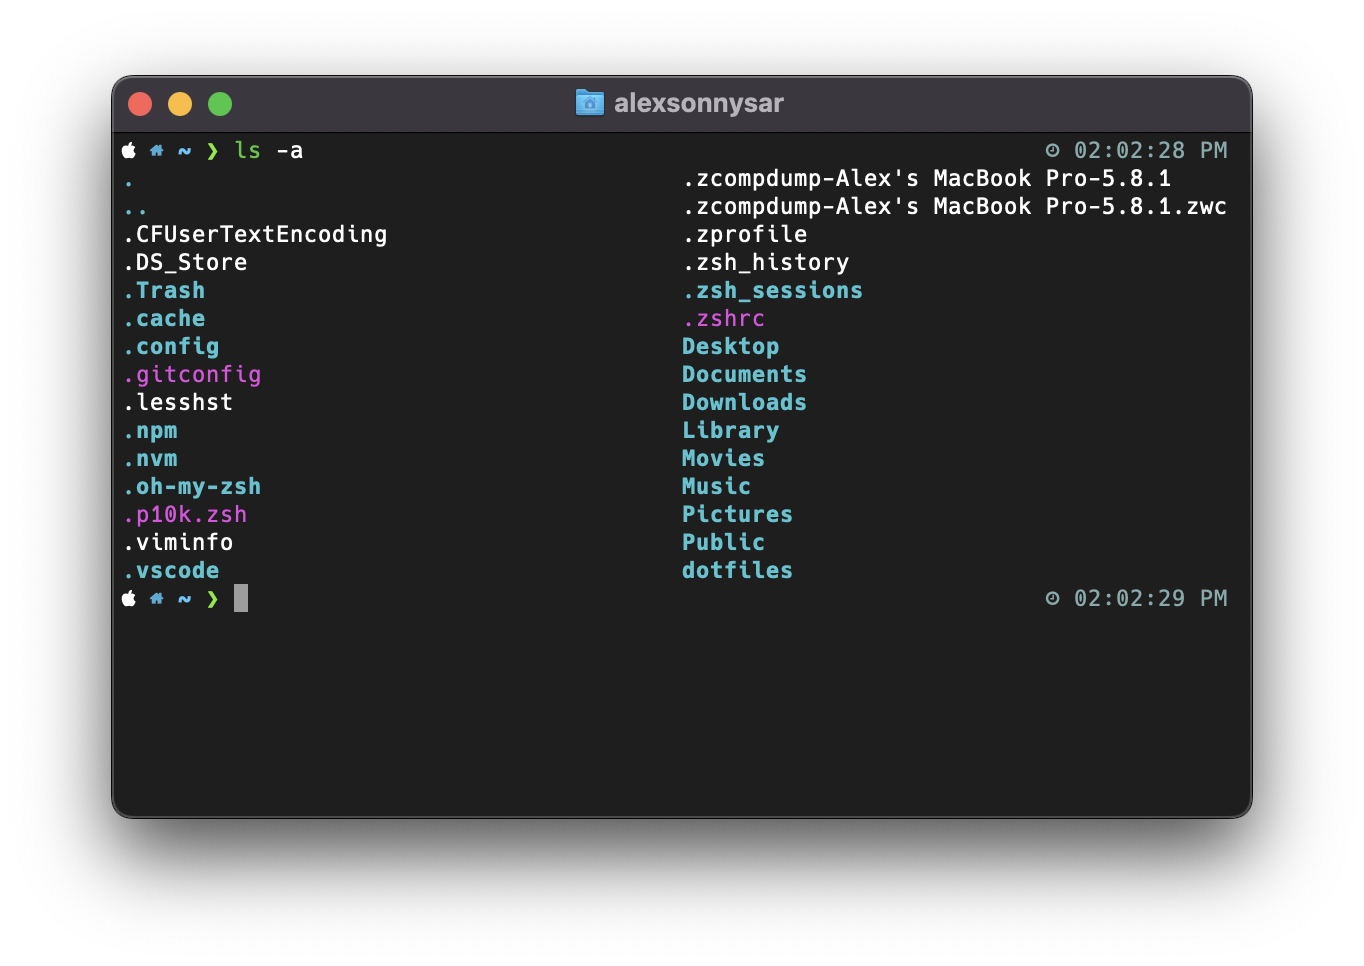 alexsonnysar
~ ❯ ls -a 02:02:28 PM
. .zcompdump-Alex's MacBook Pro-5.8.1
.. .zcompdump-Alex's MacBook Pro-5.8.1.zwc
.CFUserTextEncoding .zprofile
.DS_Store .zsh_history
.Trash .zsh_sessions
.cache .zshrc
.config Desktop
.gitconfig Documents
.lesshst Downloads
.npm Library
.nvm Movies
.oh-my-zsh Music
.p10k.zsh Pictures
.viminfo Public
.vscode dotfiles
~ ❯ 02:02:29 PM